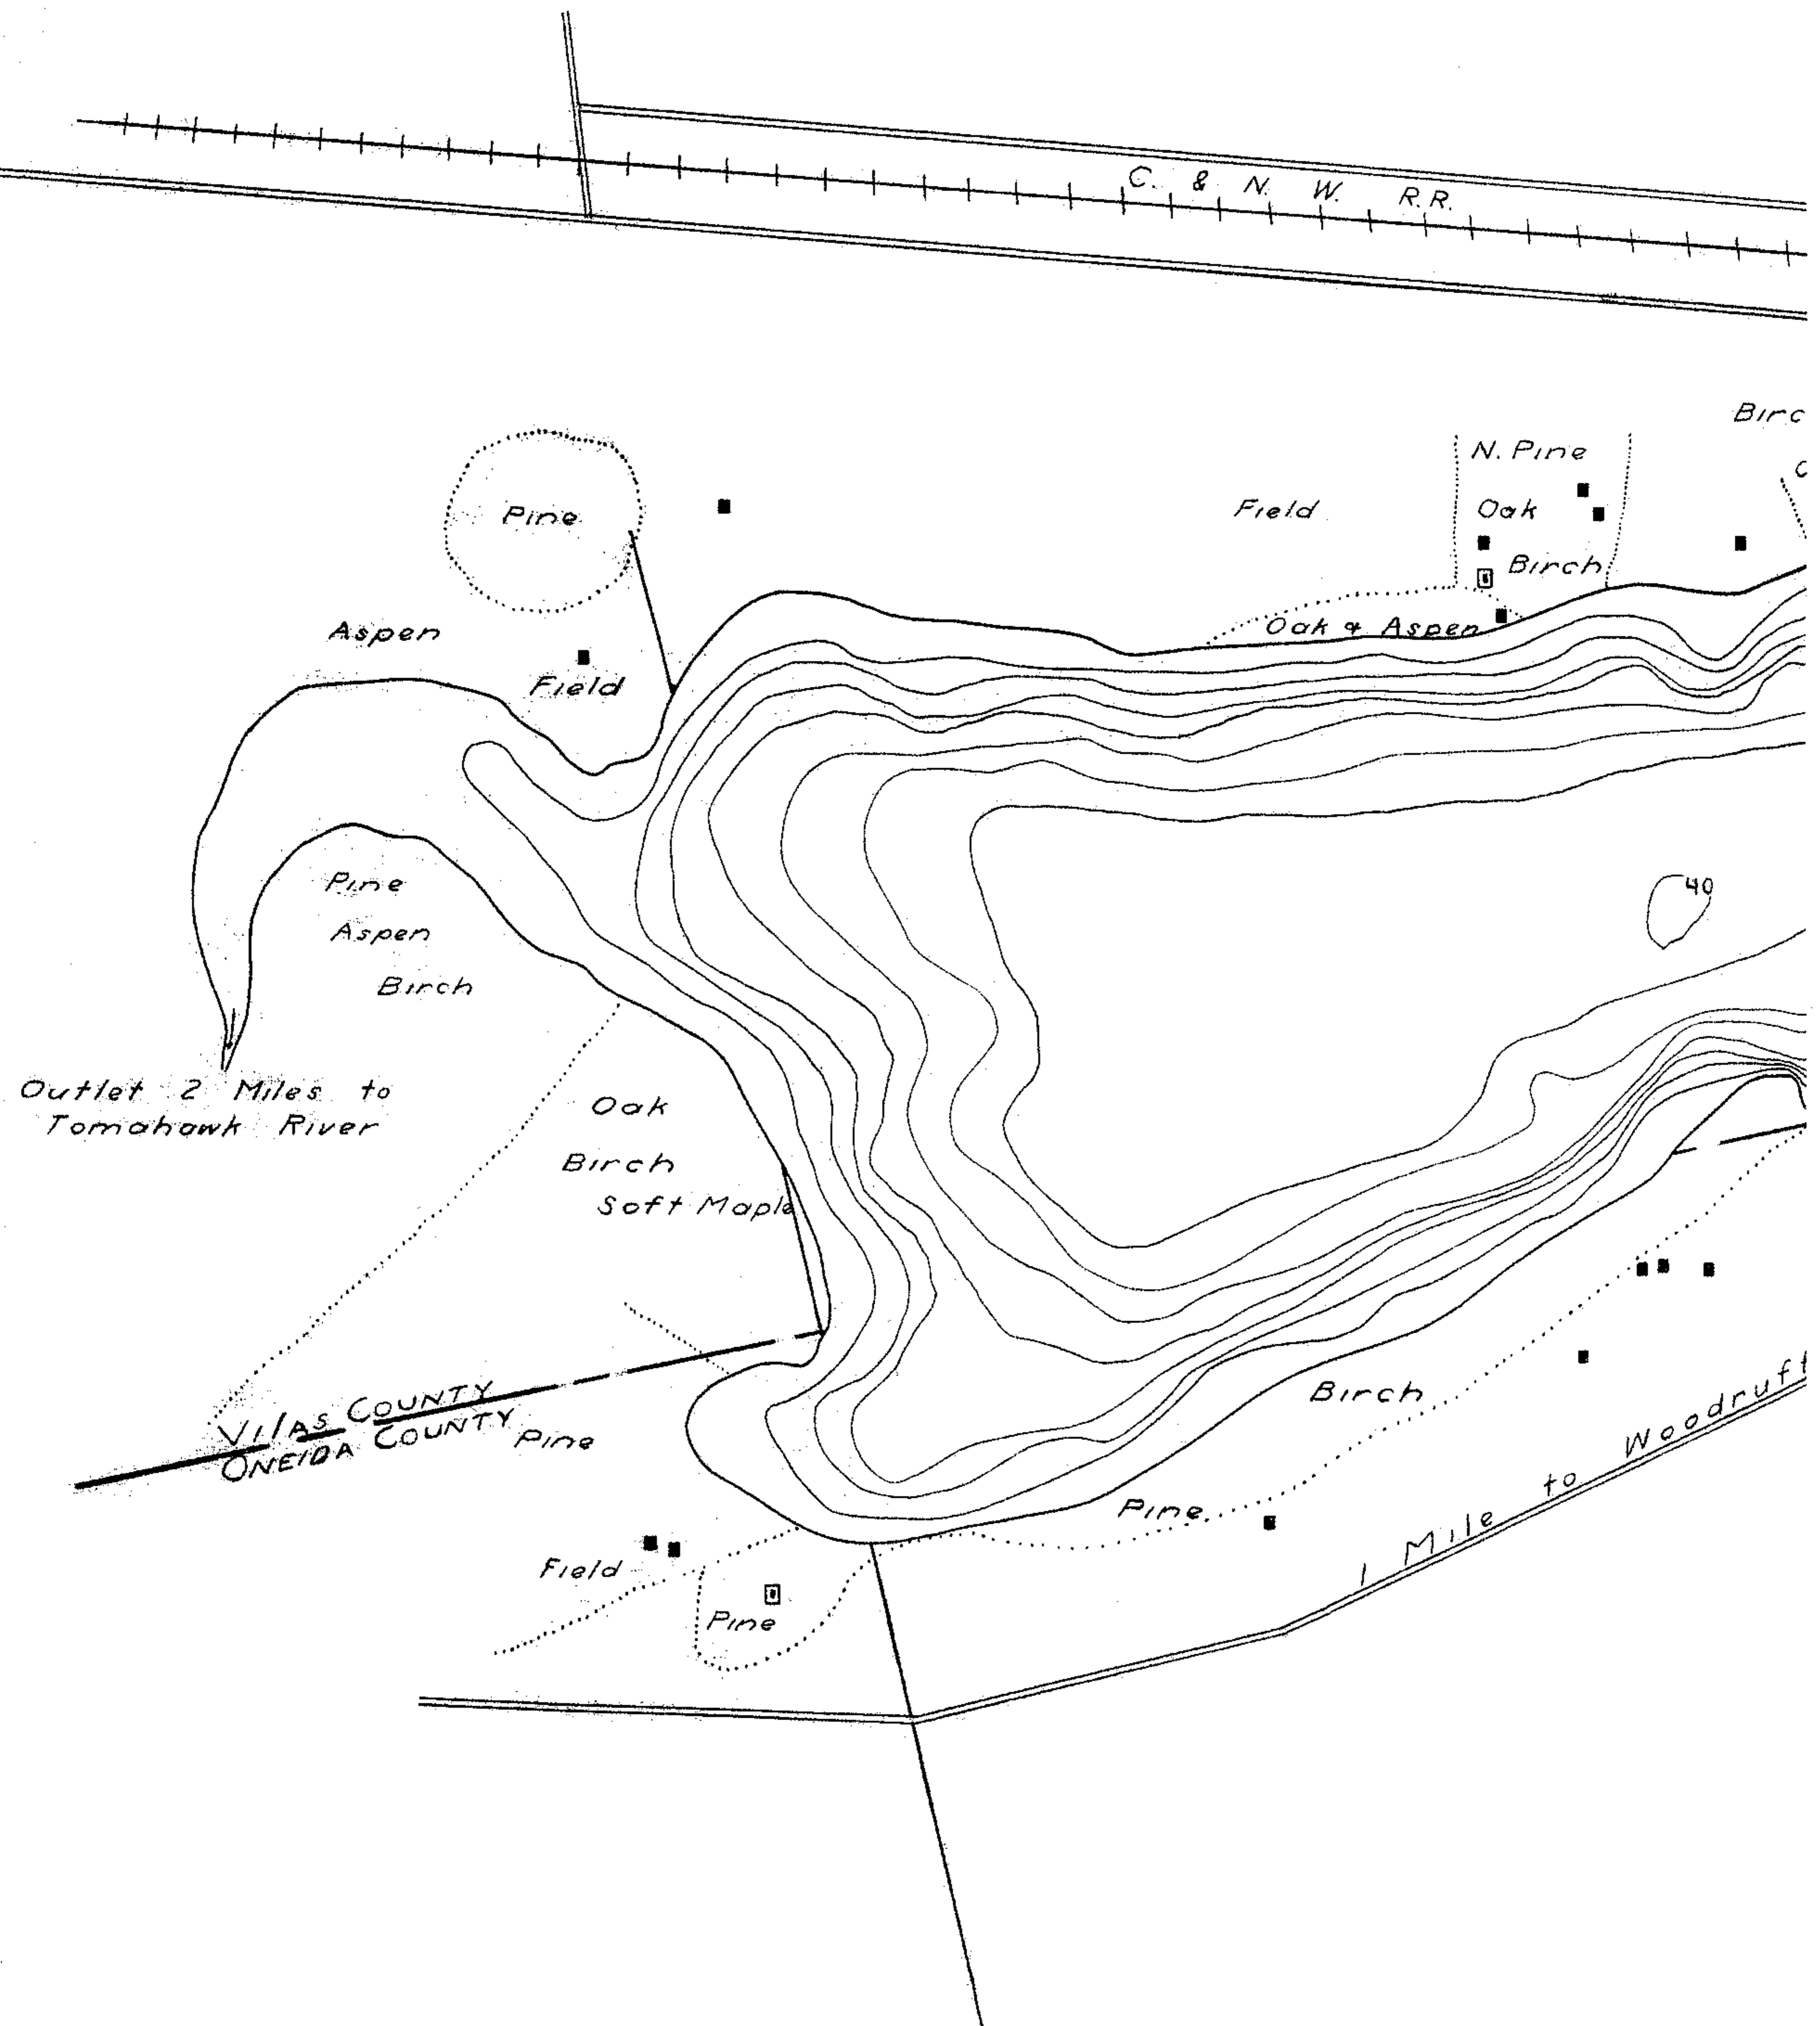 C. & N. W. R.R.
Birc
N. Pine
Pine
Field
Oak
Birch
Aspen
Oak & Aspen
Field
Pine
40
Aspen
Birch
Outlet 2 Miles to
Tomahawk River
Oak
Birch
Soft Maple
VILAS COUNTY
ONEIDA COUNTY
Pine
Birch
1 Mile to Woodruff
Pine
Field
Pine